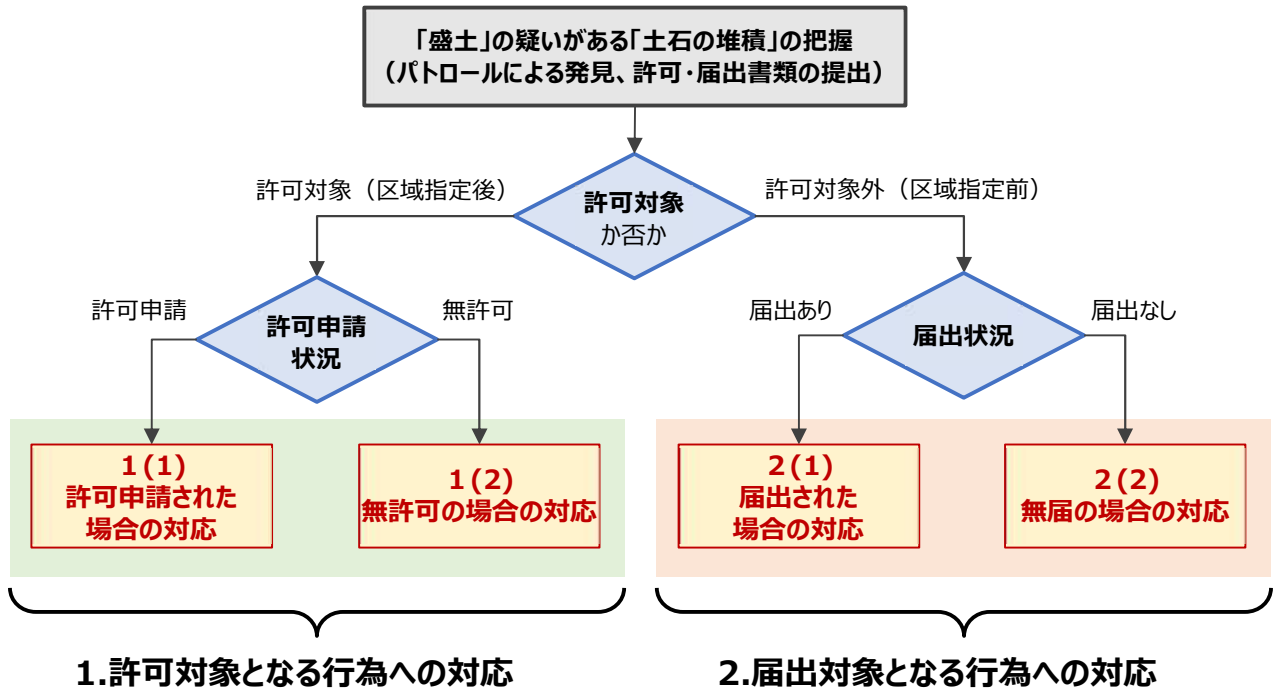 「盛土」の疑いがある「土石の堆積」の把握
（パトロールによる発見、許可・届出書類の提出）
許可対象（区域指定後）
許可対象外（区域指定前）
許可対象
か否か
許可申請
無許可
届出あり
届出なし
許可申請
状況
届出状況
1(1)
許可申請された
場合の対応
1(2)
無許可の場合の対応
2(1)
届出された
場合の対応
2(2)
無届の場合の対応
1.許可対象となる行為への対応
2.届出対象となる行為への対応